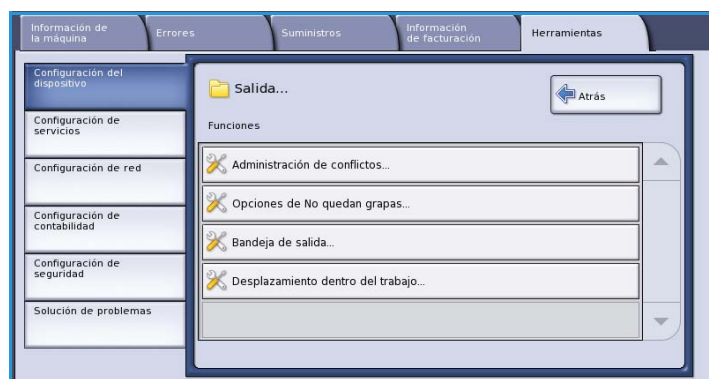 Información de
la máquina
Errores
Suministros
Información
de facturación
Herramientas
Configuración del
dispositivo
Configuración de
servicios
Configuración de red
Configuración de
contabilidad
Configuración de
seguridad
Solución de problemas
Salida...
Atrás
Funciones
Administración de conflictos...
Opciones de No quedan grapas...
Bandeja de salida...
Desplazamiento dentro del trabajo...